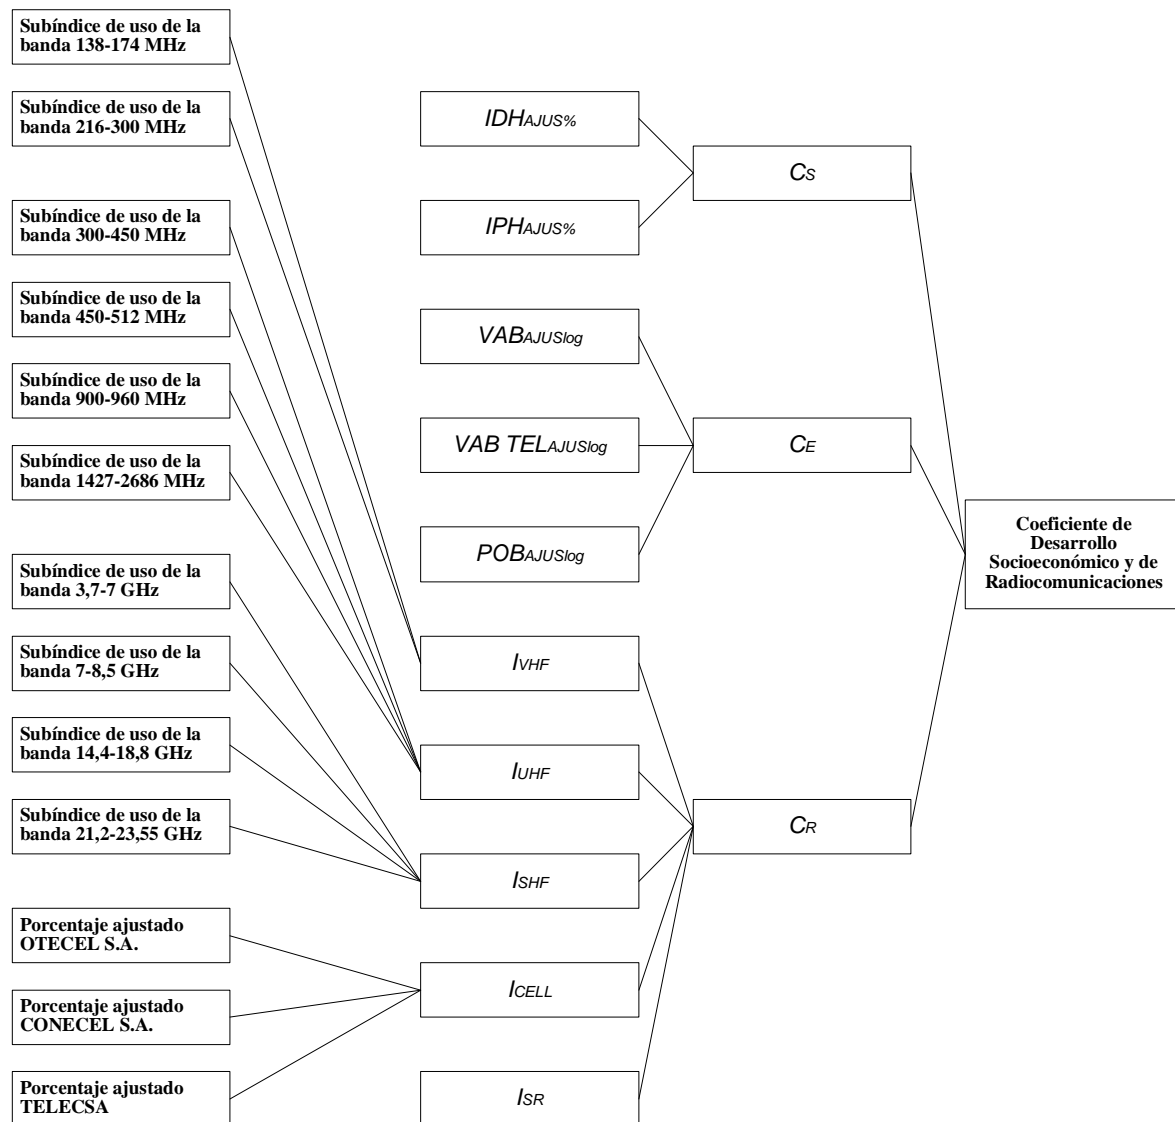 Subíndice de uso de la
banda 138-174 MHz
Subíndice de uso de la
banda 216-300 MHz
Subíndice de uso de la
banda 300-450 MHz
Subíndice de uso de la
banda 450-512 MHz
Subíndice de uso de la
banda 900-960 MHz
Subíndice de uso de la
banda 1427-2686 MHz
Subíndice de uso de la
banda 3,7-7 GHz
Subíndice de uso de la
banda 7-8,5 GHz
Subíndice de uso de la
banda 14,4-18,8 GHz
Subíndice de uso de la
banda 21,2-23,55 GHz
Porcentaje ajustado
OTECEL S.A.
Porcentaje ajustado
CONECEL S.A.
Porcentaje ajustado
TELECSA
IDHAJUS%
IPHAJUS%
VABAJUSlog
VAB TELAJUSlog
POBAJUSlog
IVHF
IUHF
ISHF
ICELL
ISR
CS
CE
CR
Coeficiente de
Desarrollo
Socioeconómico y de
Radiocomunicaciones